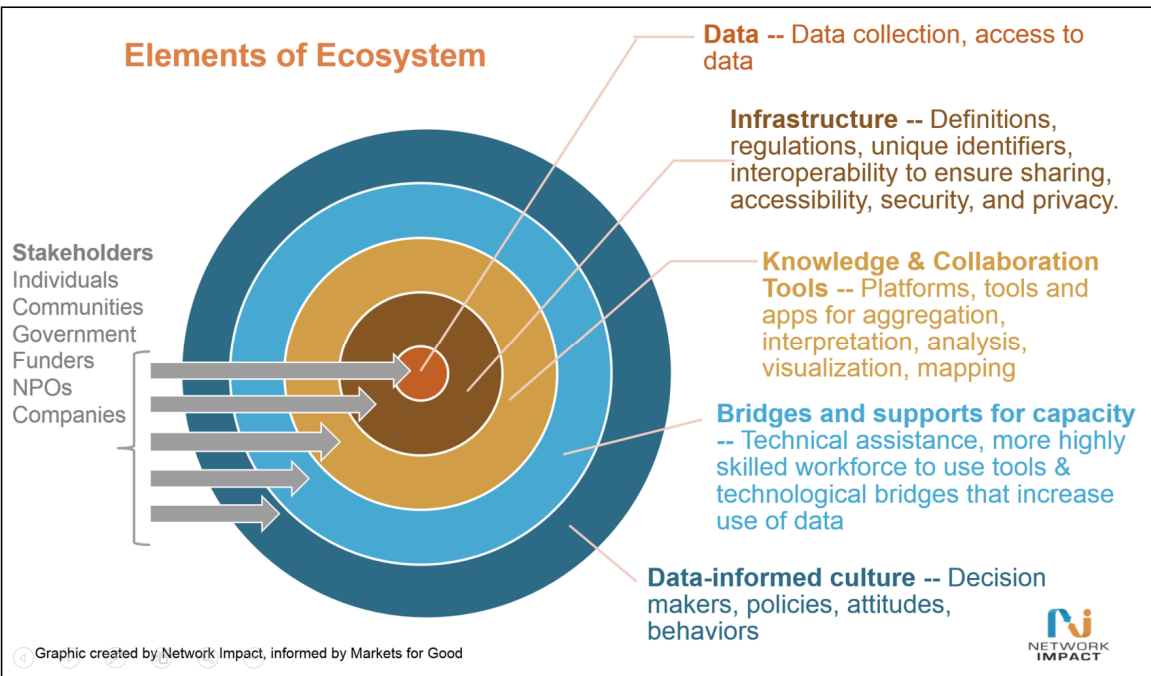 Elements of Ecosystem
Data -- Data collection, access to
data
Infrastructure -- Definitions,
regulations, unique identifiers,
interoperability to ensure sharing,
accessibility, security, and privacy.
Stakeholders
Individuals
Communities
Government
Funders
NPOs
Companies
Knowledge & Collaboration
Tools -- Platforms, tools and
apps for aggregation,
interpretation, analysis,
visualization, mapping
Bridges and supports for capacity
-- Technical assistance, more highly
skilled workforce to use tools &
technological bridges that increase
use of data
Data-informed culture -- Decision
makers, policies, attitudes,
behaviors
NETWORK
IMPACT
Graphic created by Network Impact, informed by Markets for Good